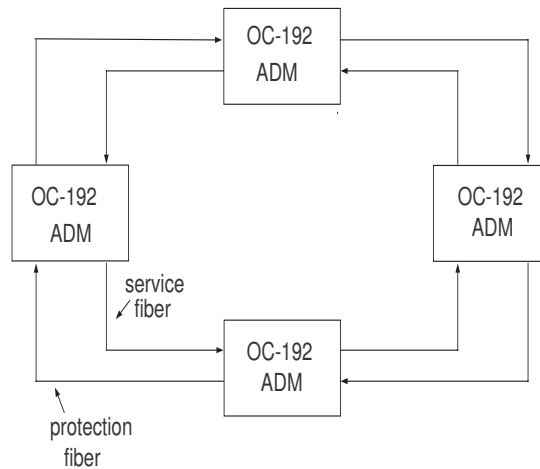 OC-192
ADM
OC-192
ADM
OC-192
ADM
service
fiber
OC-192
ADM
protection
fiber